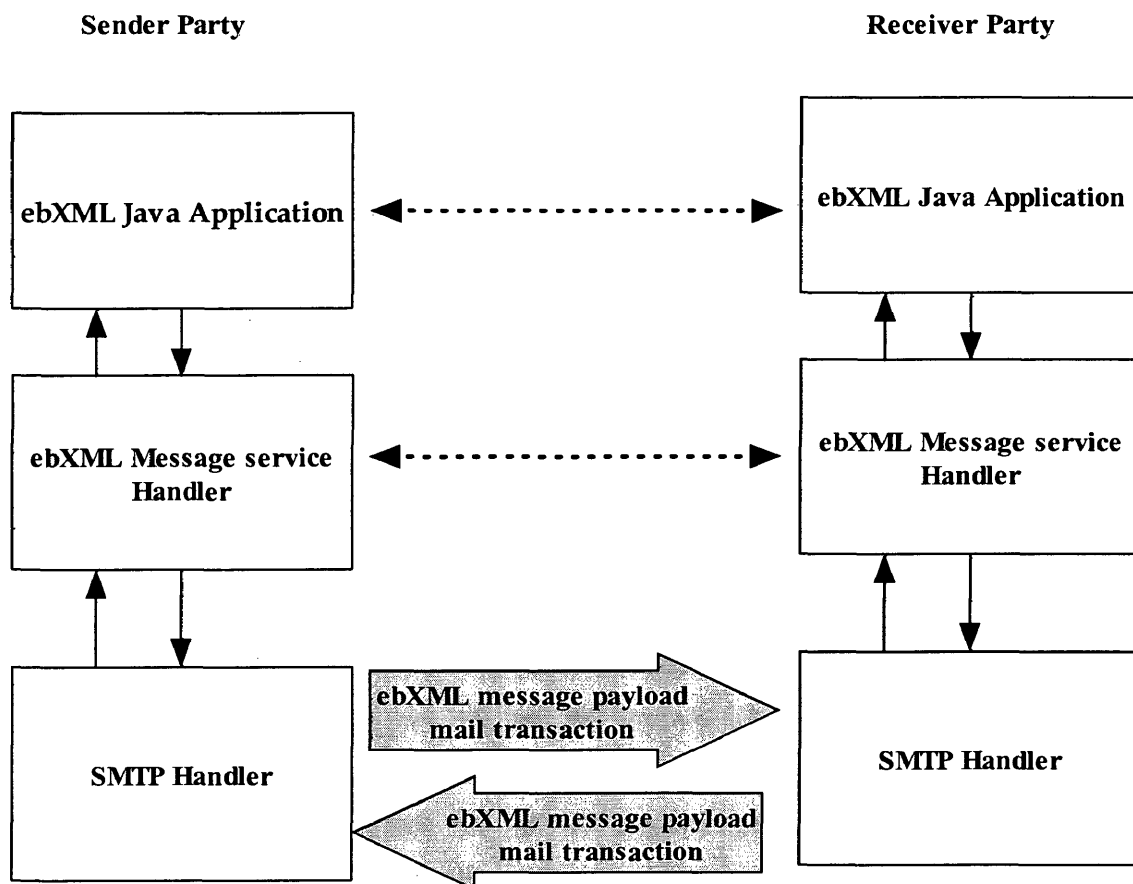 Sender Party
Receiver Party
ebXML Java Application
ebXML Java Application
ebXML Message service
Handler
ebXML Message service
Handler
ebXML message payload
mail transaction
SMTP Handler
SMTP Handler
ebXML message payload
mail transaction